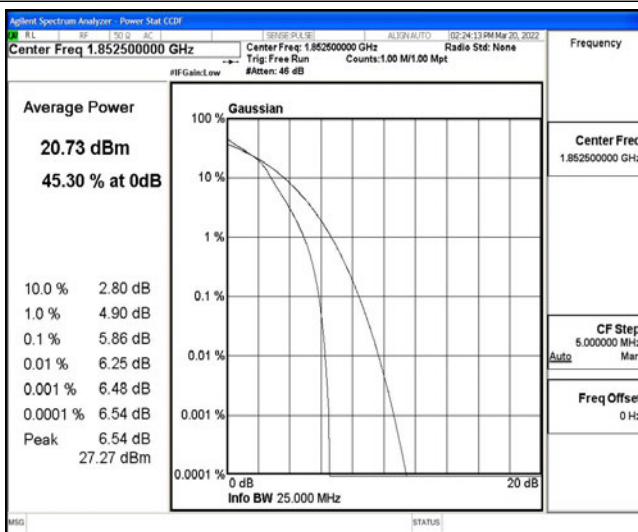 Agilent Spectrum Analyzer - Power Stat CCDF
RL RF 50 Ω AC SENSE:PULSE ALIGN AUTO 02:24:13 PM Mar 20, 2022
Center Freq 1.852500000 GHz
Center Freq: 1.852500000 GHz Radio Std: None
Trig: Free Run Counts:1.00 M/1.00 Mpt
#IFGain:Low #Atten: 46 dB
Frequency
Average Power
20.73 dBm
45.30 % at 0dB
10.0 % 2.80 dB
1.0 % 4.90 dB
0.1 % 5.86 dB
0.01 % 6.25 dB
0.001 % 6.48 dB
0.0001 % 6.54 dB
Peak 6.54 dB
27.27 dBm
Gaussian
100 %
10 %
1 %
0.1 %
0.01 %
0.001 %
0.0001 %
0 dB 20 dB
Info BW 25.000 MHz
Center Freq
1.852500000 GHz
CF Step
5.000000 MHz
Auto Man
Freq Offset
0 Hz
MSG STATUS